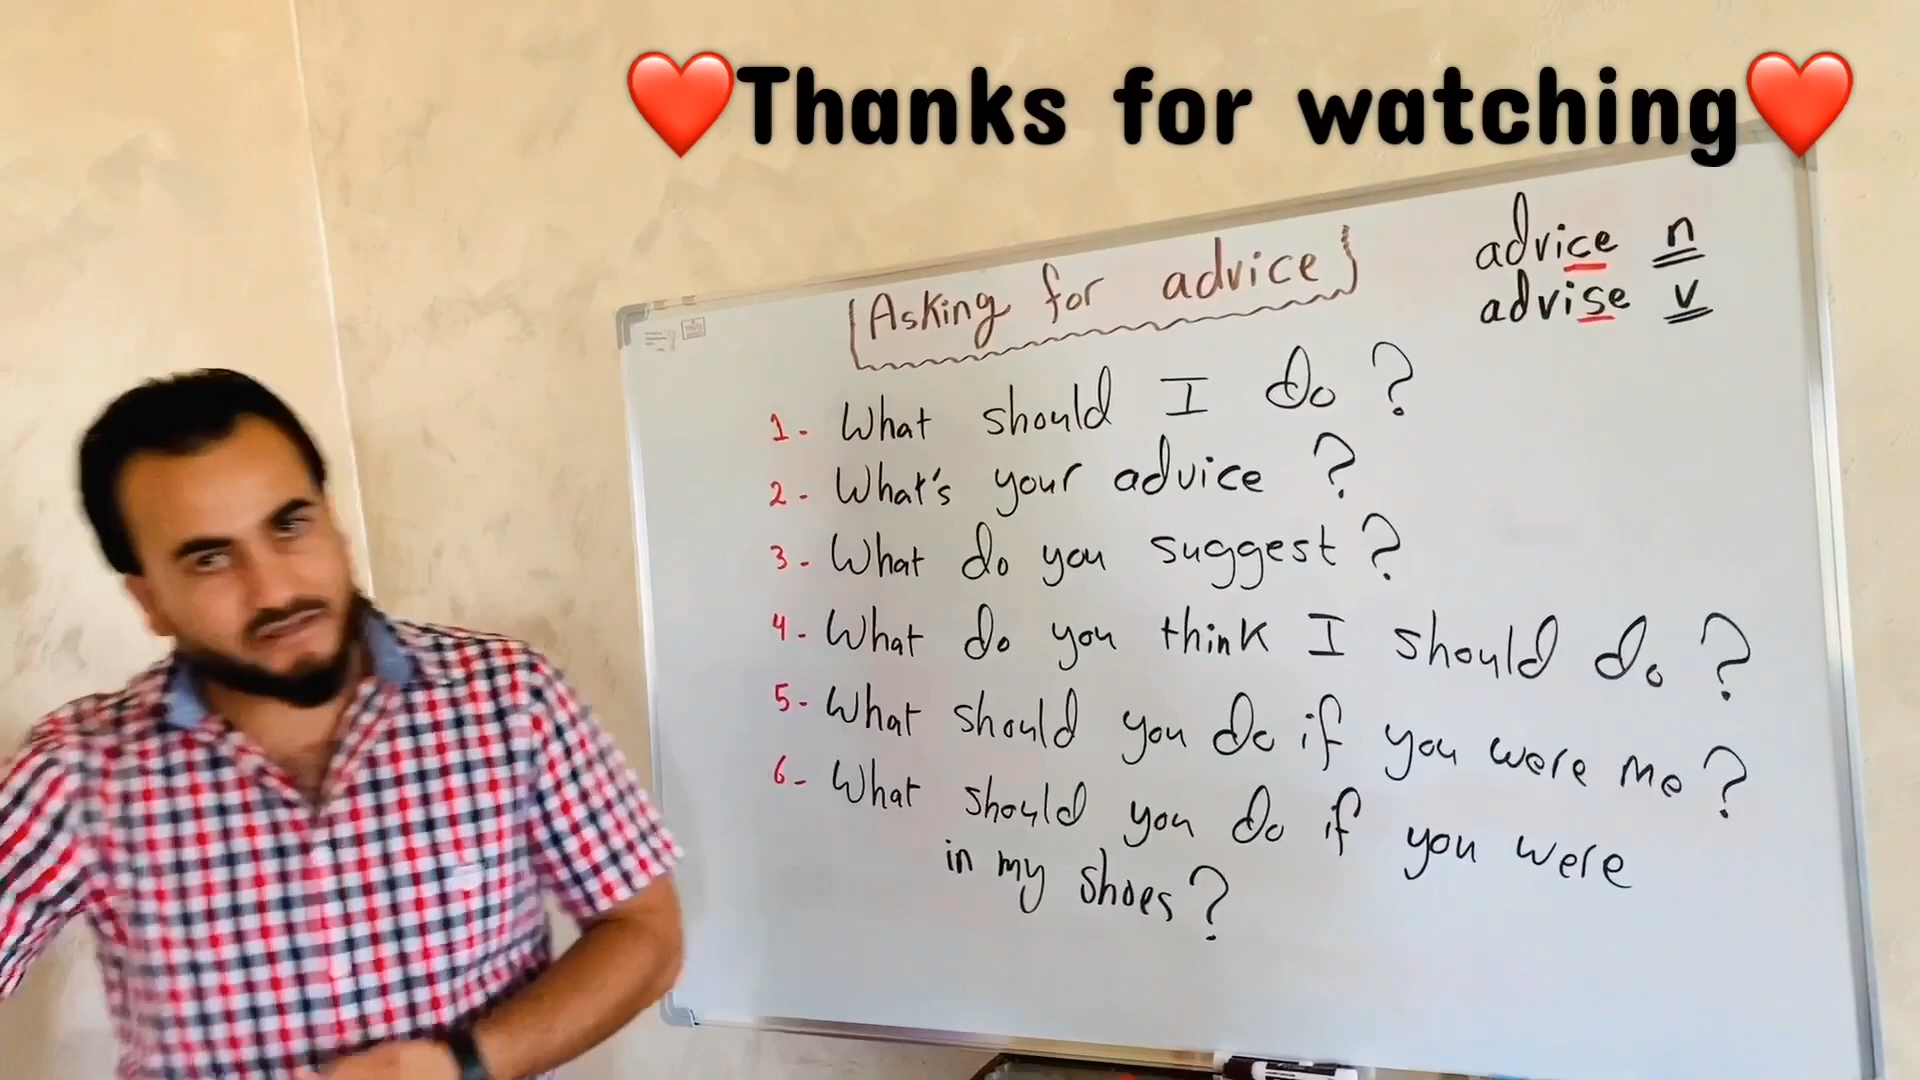 ❤️Thanks for watching❤️
Asking for advice
advice n
advise v
1- What should I do?
2- What's your advice?
3- What do you suggest?
4- What do you think I should do?
5- What should you do if you were me?
6- What should you do if you were
in my shoes?